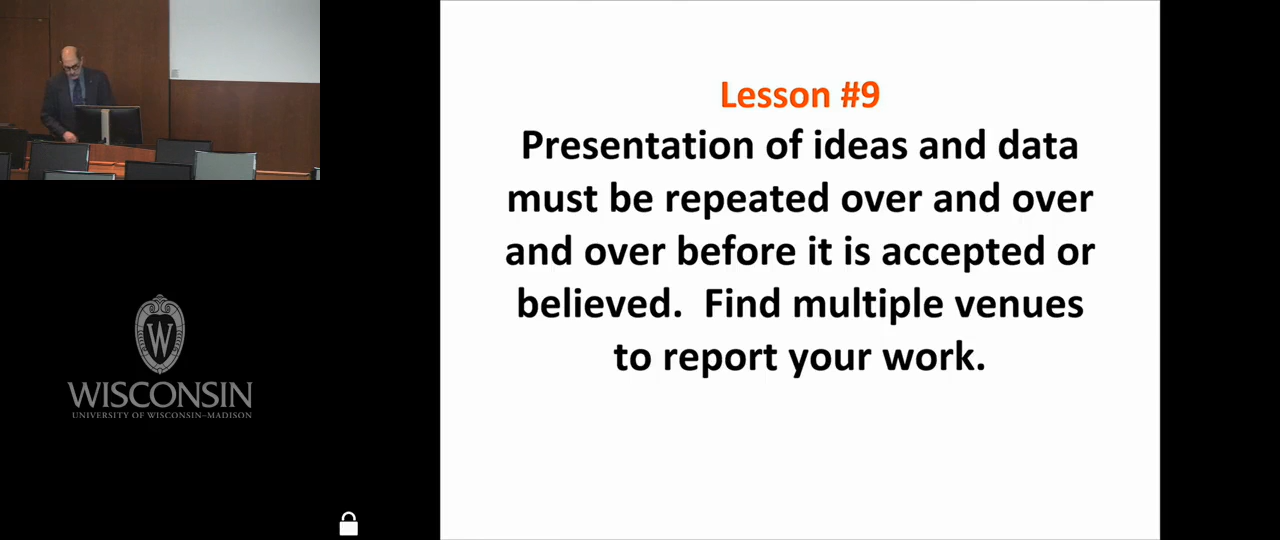 Lesson #9
Presentation of ideas and data
must be repeated over and over
and over before it is accepted or
believed.  Find multiple venues
to report your work.
W
WISCONSIN
UNIVERSITY OF WISCONSIN–MADISON